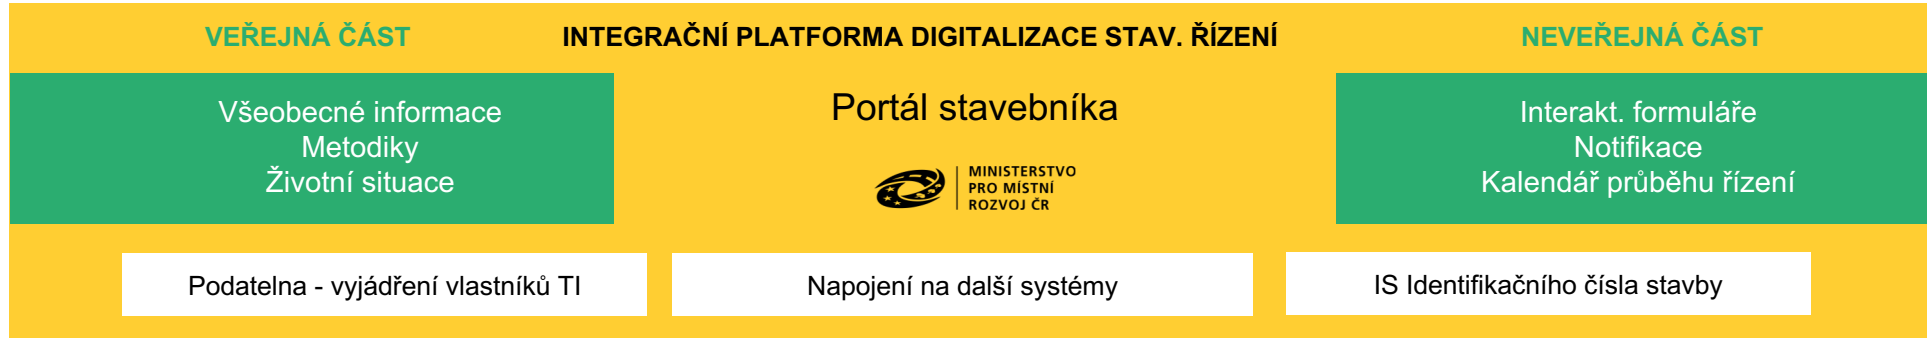 VEŘEJNÁ ČÁST
INTEGRAČNÍ PLATFORMA DIGITALIZACE STAV. ŘÍZENÍ
NEVEŘEJNÁ ČÁST
Všeobecné informace
Metodiky
Životní situace
Portál stavebníka
MINISTERSTVO
PRO MÍSTNÍ
ROZVOJ ČR
Interakt. formuláře
Notifikace
Kalendář průběhu řízení
Podatelna - vyjádření vlastníků TI
Napojení na další systémy
IS Identifikačního čísla stavby